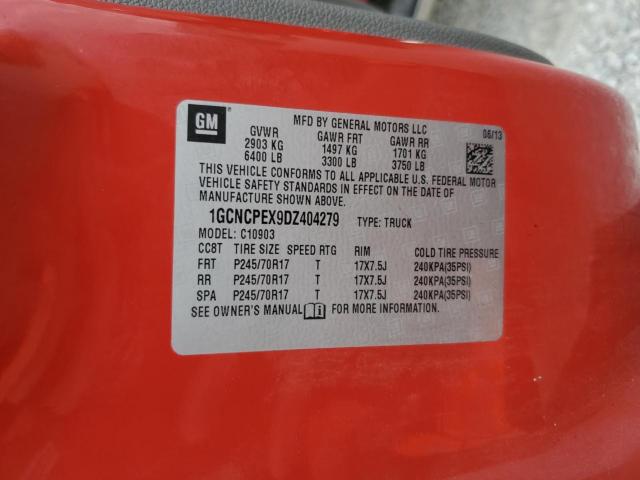 GM
MFD BY GENERAL MOTORS LLC 06/13
GVWR GAWR FRT GAWR RR
2903 KG 1497 KG 1701 KG
6400 LB 3300 LB 3750 LB
THIS VEHICLE CONFORMS TO ALL APPLICABLE U.S. FEDERAL MOTOR
VEHICLE SAFETY STANDARDS IN EFFECT ON THE DATE OF
MANUFACTURE SHOWN ABOVE.
1GCNCPEX9DZ404279 TYPE: TRUCK
MODEL: C10903
CC8T TIRE SIZE SPEED RTG RIM COLD TIRE PRESSURE
FRT P245/70R17 T 17X7.5J 240KPA(35PSI)
RR P245/70R17 T 17X7.5J 240KPA(35PSI)
SPA P245/70R17 T 17X7.5J 240KPA(35PSI)
SEE OWNER'S MANUAL FOR MORE INFORMATION.